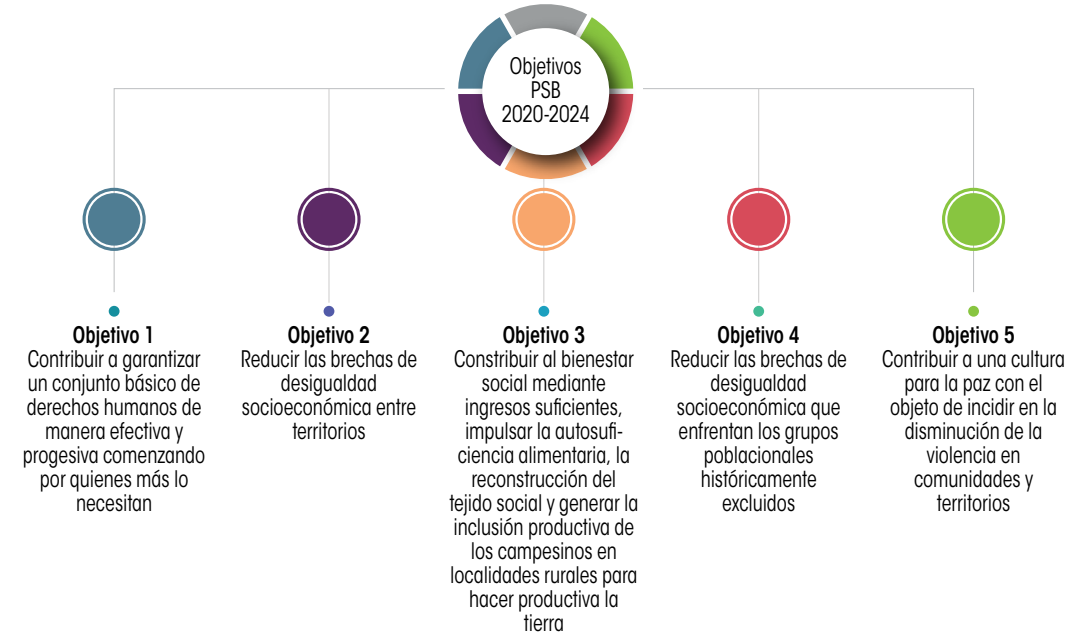 Objetivos
PSB
2020-2024
Objetivo 1
Contribuir a garantizar
un conjunto básico de
derechos humanos de
manera efectiva y
progesiva comenzando
por quienes más lo
necesitan
Objetivo 2
Reducir las brechas de
desigualdad
socioeconómica entre
territorios
Objetivo 3
Constribuir al bienestar
social mediante
ingresos suficientes,
impulsar la autosufi-
ciencia alimentaria, la
reconstrucción del
tejido social y generar la
inclusión productiva de
los campesinos en
localidades rurales para
hacer productiva la
tierra
Objetivo 4
Reducir las brechas de
desigualdad
socioeconómica que
enfrentan los grupos
poblacionales
históricamente
excluidos
Objetivo 5
Contribuir a una cultura
para la paz con el
objeto de incidir en la
disminución de la
violencia en
comunidades y
territorios